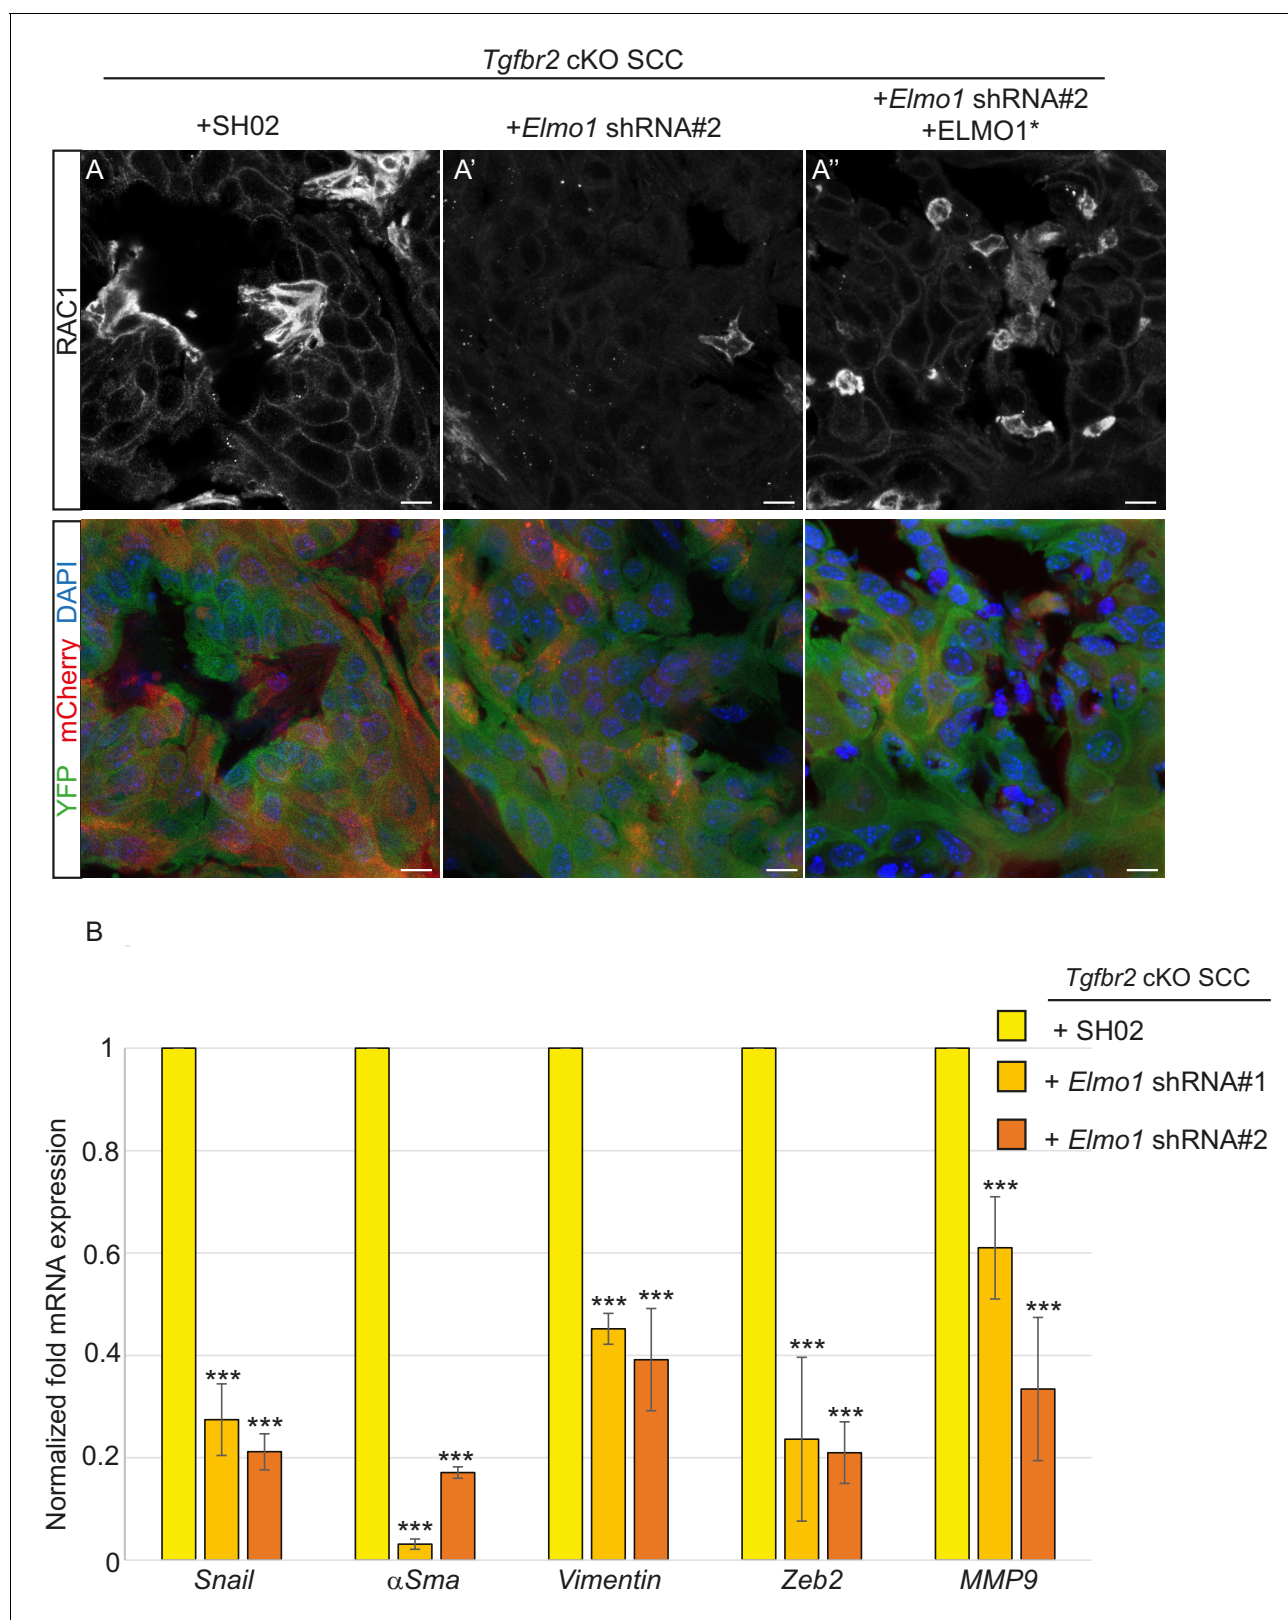 Tgfbr2 cKO SCC
+SH02
+Elmo1 shRNA#2
+Elmo1 shRNA#2
+ELMO1*
A
A'
A''
RAC1
YFP mCherry DAPI
B
Tgfbr2 cKO SCC
+ SH02
+ Elmo1 shRNA#1
+ Elmo1 shRNA#2
Normalized fold mRNA expression
1
0.8
0.6
0.4
0.2
0
***
***
***
***
***
***
***
***
***
***
Snail
αSma
Vimentin
Zeb2
MMP9